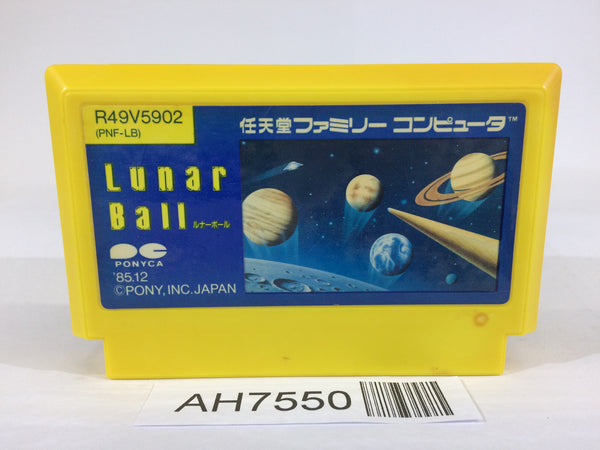 R49V5902
(PNF-LB)
任天堂 ファミリー コンピュータ™
Lunar
Ball ルナーボール
PONYCA
'85.12
©PONY, INC. JAPAN
AH7550